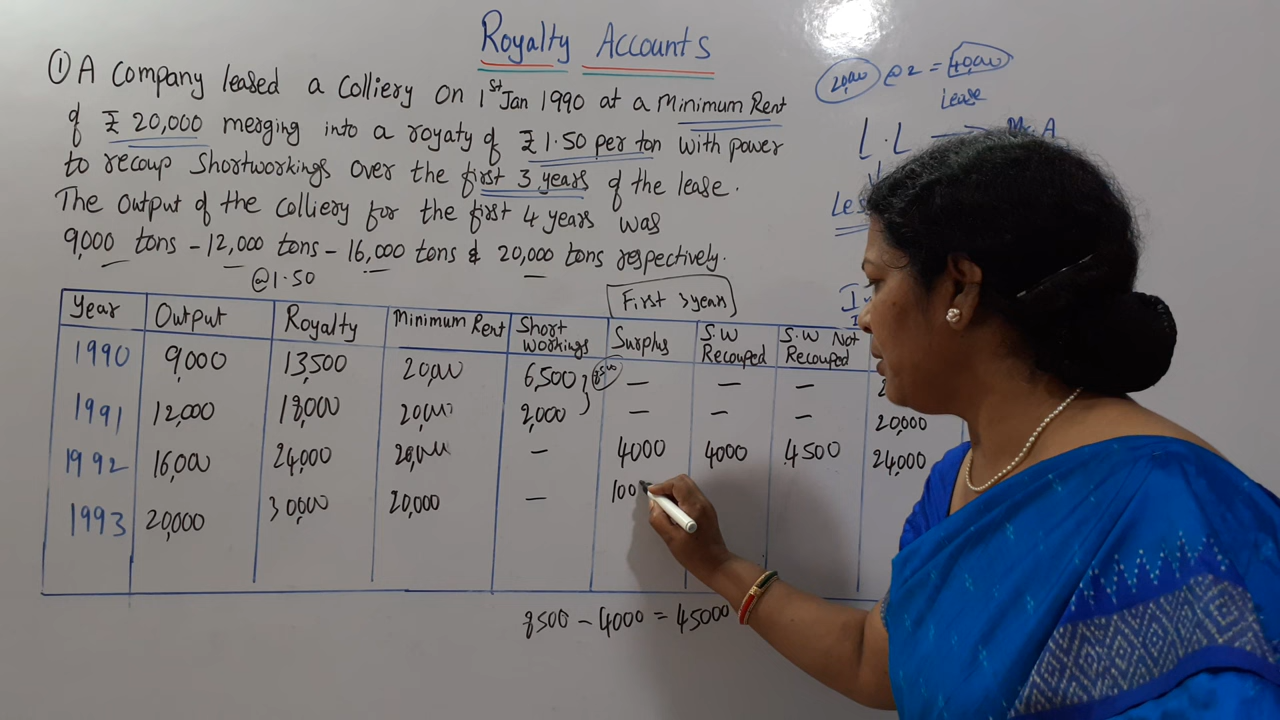 Royalty Accounts
① A Company leased a Colliery on 1st Jan 1990 at a Minimum Rent
of ₹ 20,000 merging into a royaty of ₹ 1.50 per ton with power
to recoup Shortworkings over the first 3 years of the lease.
The Output of the Colliery for the first 4 years was
9,000 tons - 12,000 tons - 16,000 tons & 20,000 tons respectively.
@1.50
20,000 @ 2 = 40,000
Lease
L.L → Mr. A
Les
First 3 years
Year Output Royalty Minimum Rent Short Workings Surplus S.W Recouped S.W Not Recouped
1990 9,000 13,500 20,000 6,500 — — —
8500
1991 12,000 18,000 20,000 2,000 — — — 20,000
1992 16,000 24,000 20,000 — 4000 4000 4500 24,000
1993 20,000 30,000 20,000 — 100
8500 - 4000 = 45000